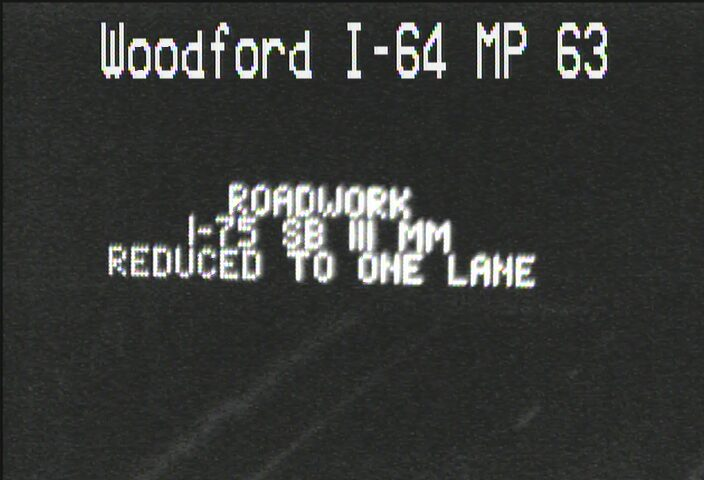 Woodford I-64 MP 63
ROADWORK
I-75 SB 111 MM
REDUCED TO ONE LANE